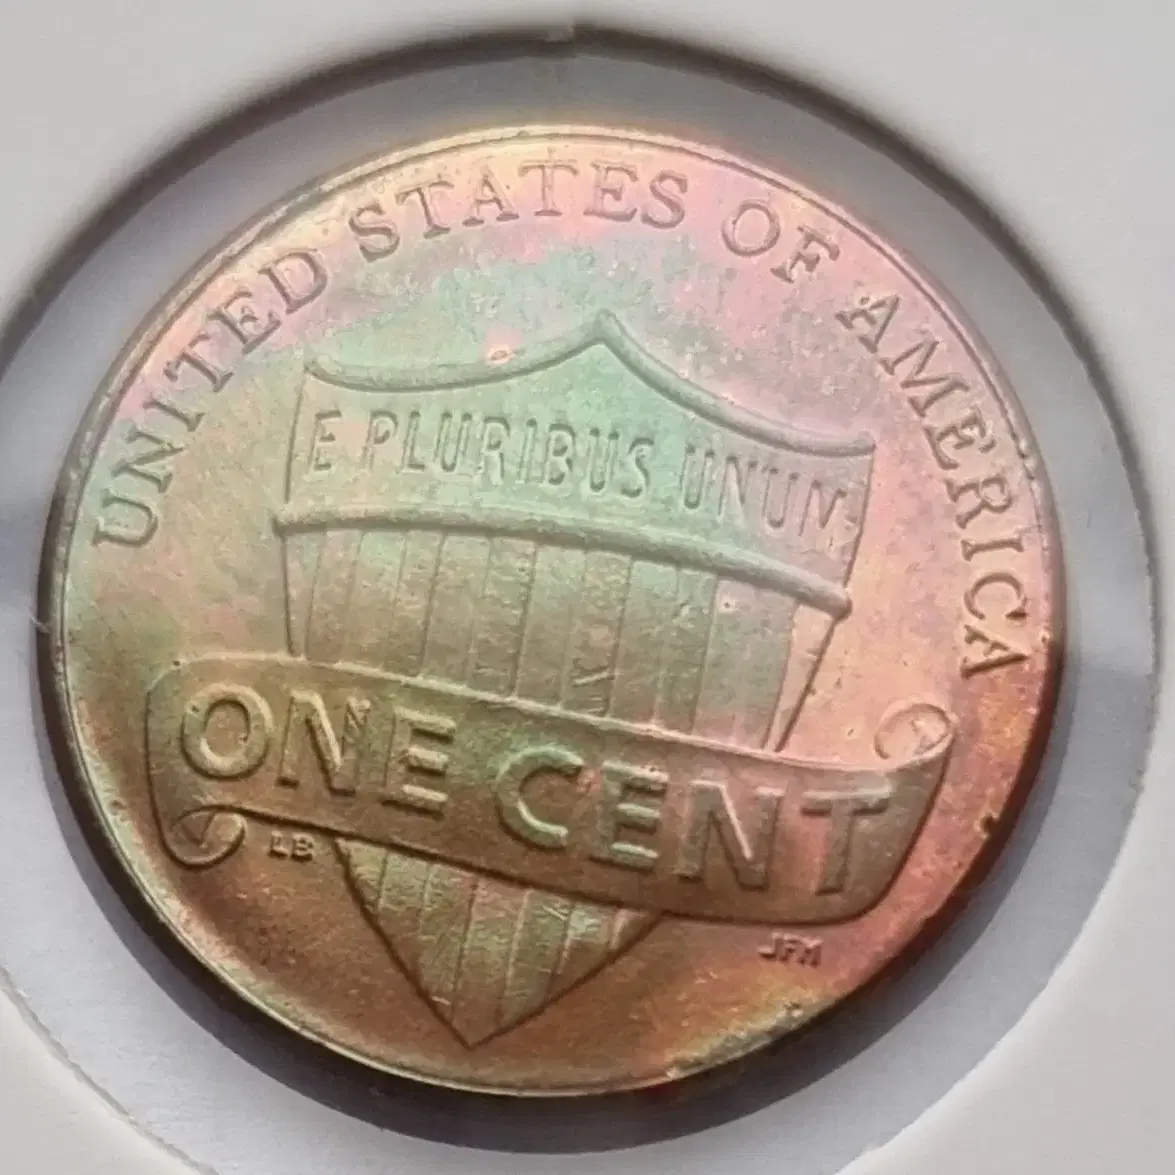 UNITED STATES OF AMERICA
E PLURIBUS UNUM
ONE CENT
LB
JFM